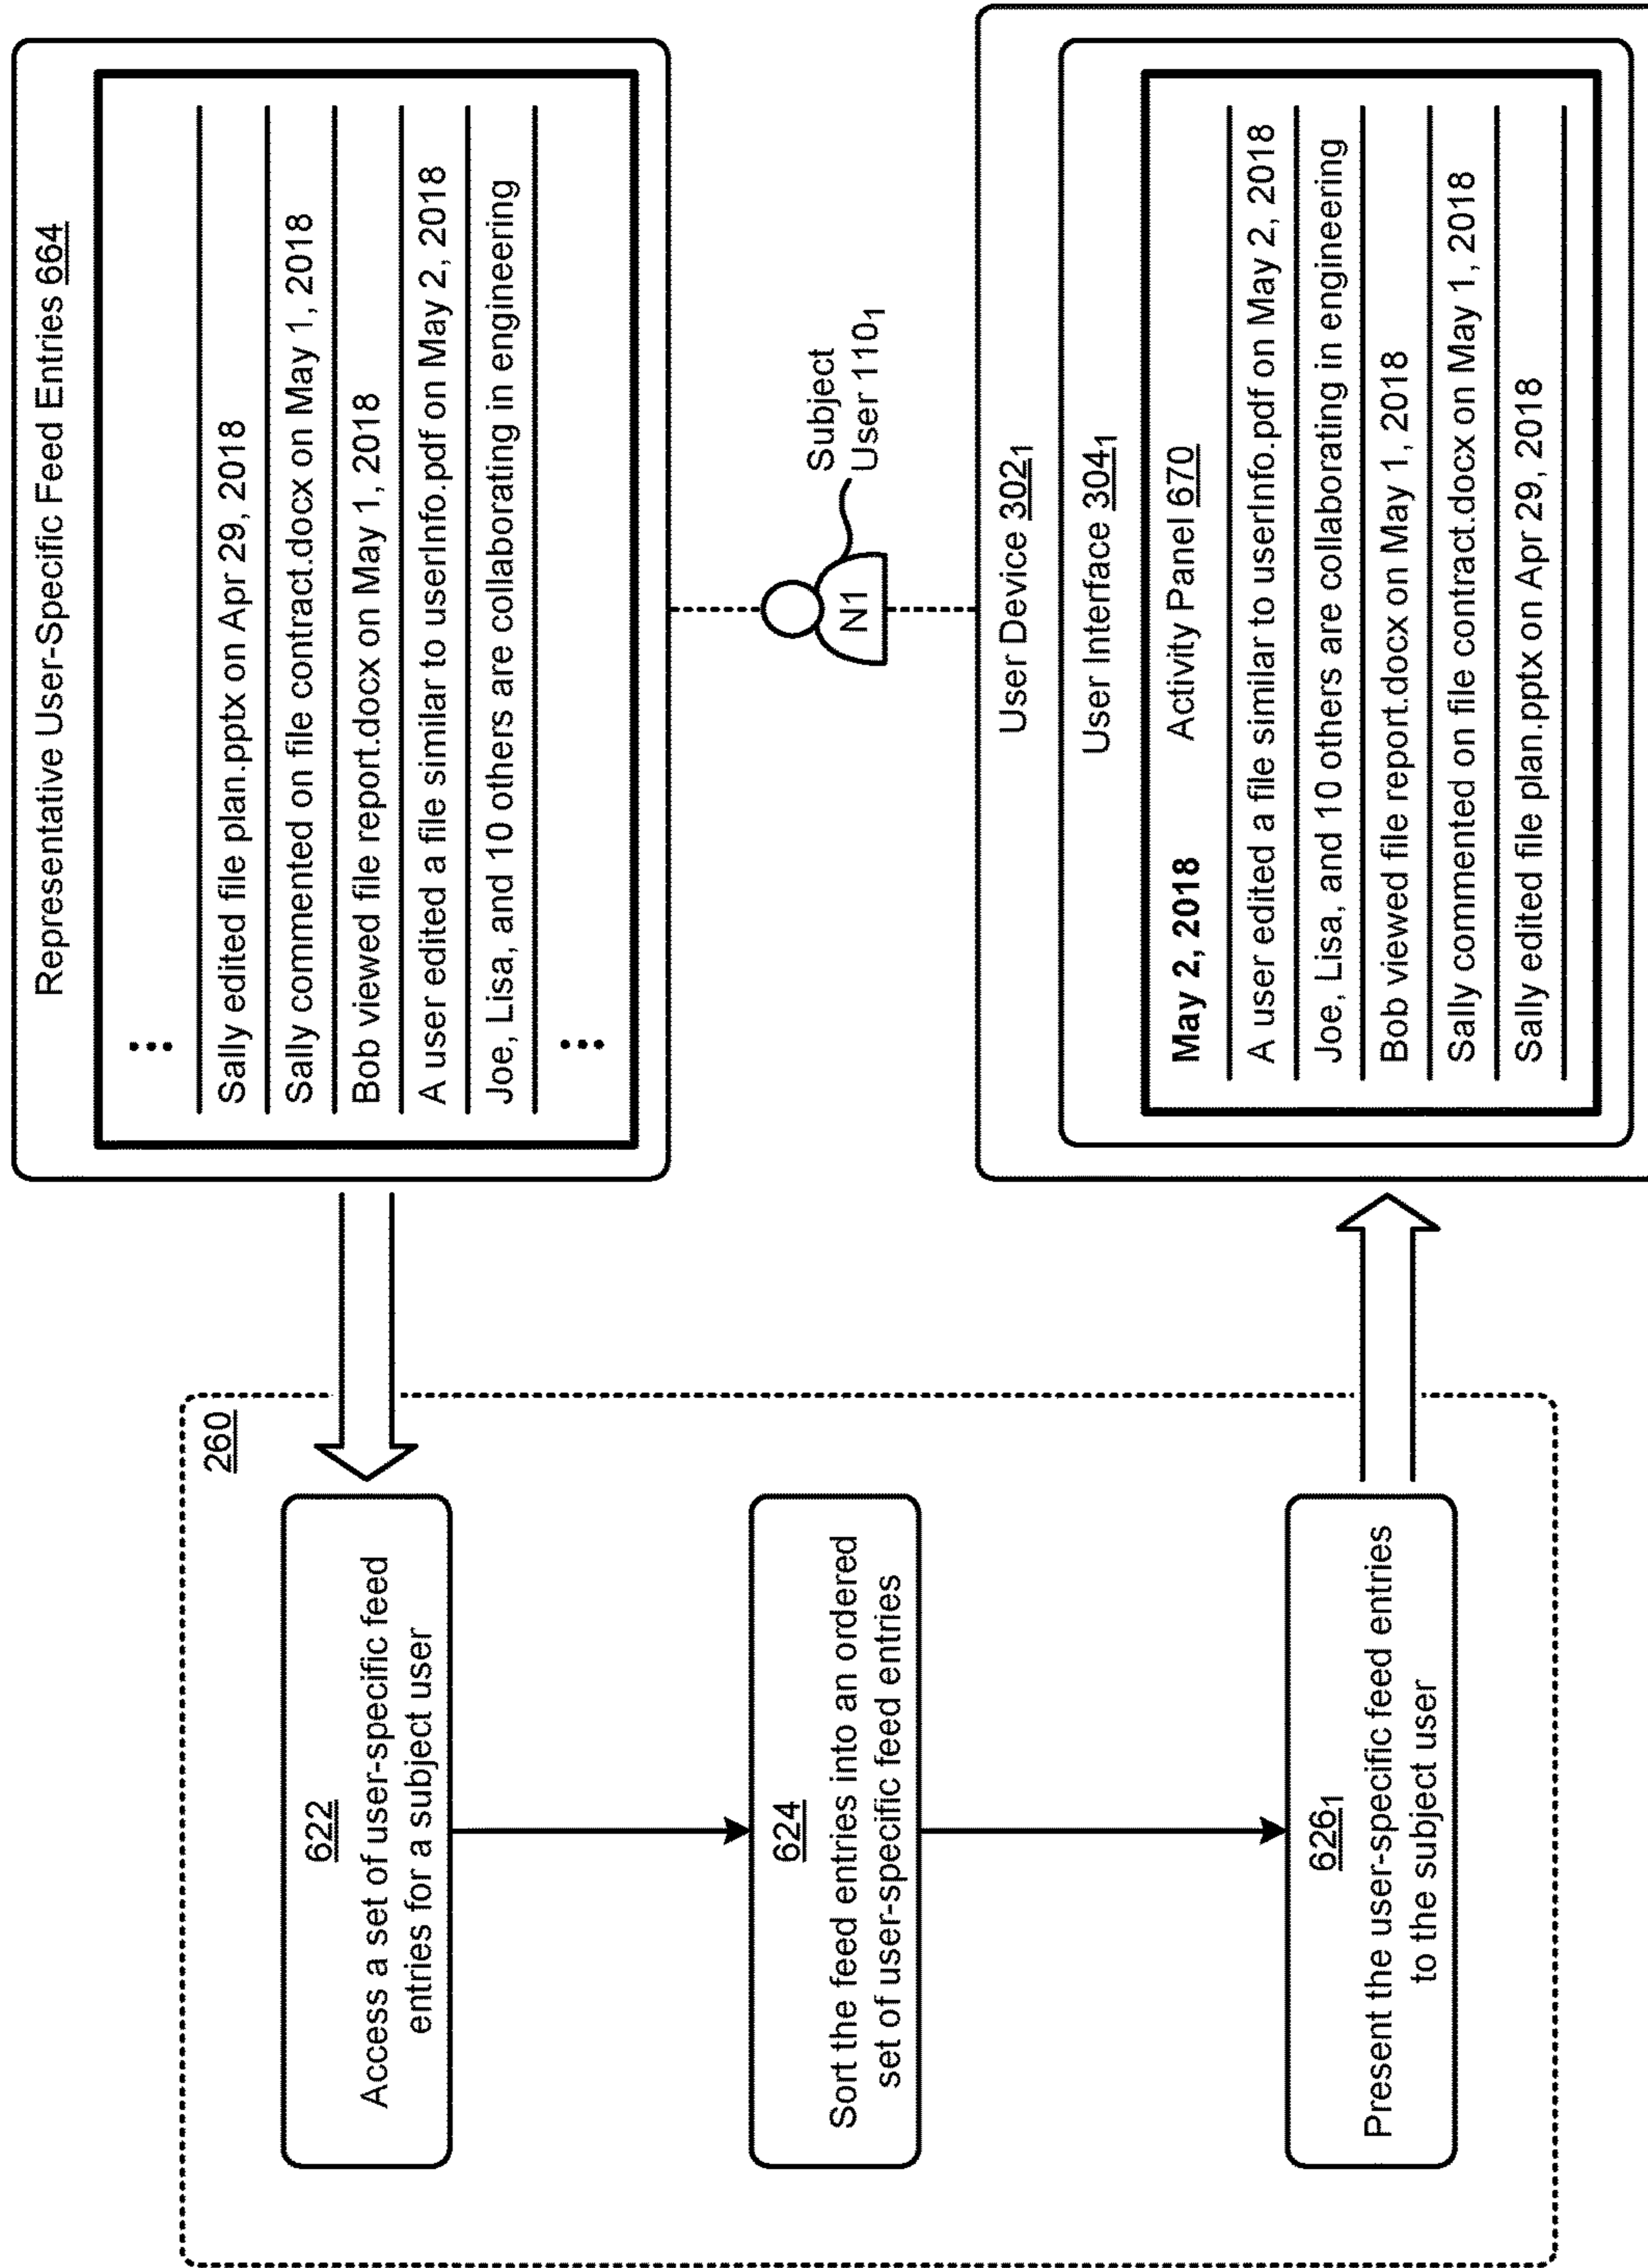 260
622
Access a set of user-specific feed
entries for a subject user
624
Sort the feed entries into an ordered
set of user-specific feed entries
626₁
Present the user-specific feed entries
to the subject user
Representative User-Specific Feed Entries 664
⋮
Sally edited file plan.pptx on Apr 29, 2018
Sally commented on file contract.docx on May 1, 2018
Bob viewed file report.docx on May 1, 2018
A user edited a file similar to userInfo.pdf on May 2, 2018
Joe, Lisa, and 10 others are collaborating in engineering
⋮
N1
Subject
User 110₁
User Device 302₁
User Interface 304₁
May 2, 2018 Activity Panel 670
A user edited a file similar to userInfo.pdf on May 2, 2018
Joe, Lisa, and 10 others are collaborating in engineering
Bob viewed file report.docx on May 1, 2018
Sally commented on file contract.docx on May 1, 2018
Sally edited file plan.pptx on Apr 29, 2018